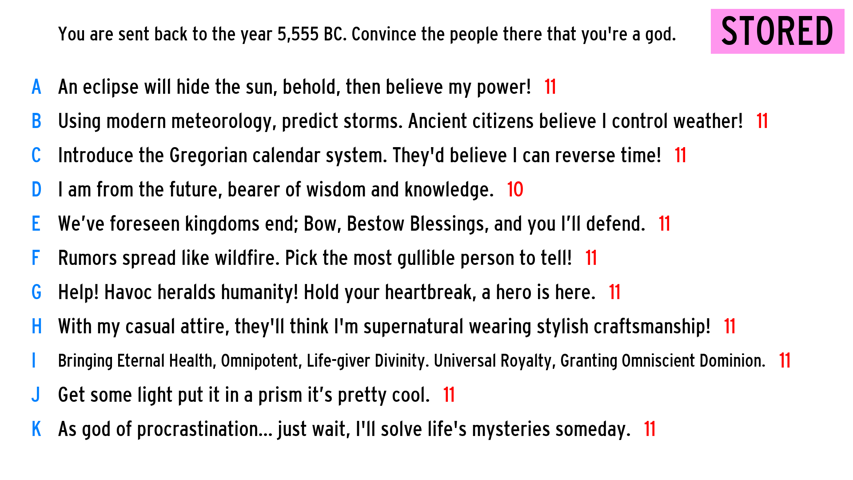 You are sent back to the year 5,555 BC. Convince the people there that you're a god.
STORED
A An eclipse will hide the sun, behold, then believe my power! 11
B Using modern meteorology, predict storms. Ancient citizens believe I control weather! 11
C Introduce the Gregorian calendar system. They'd believe I can reverse time! 11
D I am from the future, bearer of wisdom and knowledge. 10
E We’ve foreseen kingdoms end; Bow, Bestow Blessings, and you I’ll defend. 11
F Rumors spread like wildfire. Pick the most gullible person to tell! 11
G Help! Havoc heralds humanity! Hold your heartbreak, a hero is here. 11
H With my casual attire, they'll think I'm supernatural wearing stylish craftsmanship! 11
I Bringing Eternal Health, Omnipotent, Life-giver Divinity. Universal Royalty, Granting Omniscient Dominion. 11
J Get some light put it in a prism it’s pretty cool. 11
K As god of procrastination... just wait, I'll solve life's mysteries someday. 11